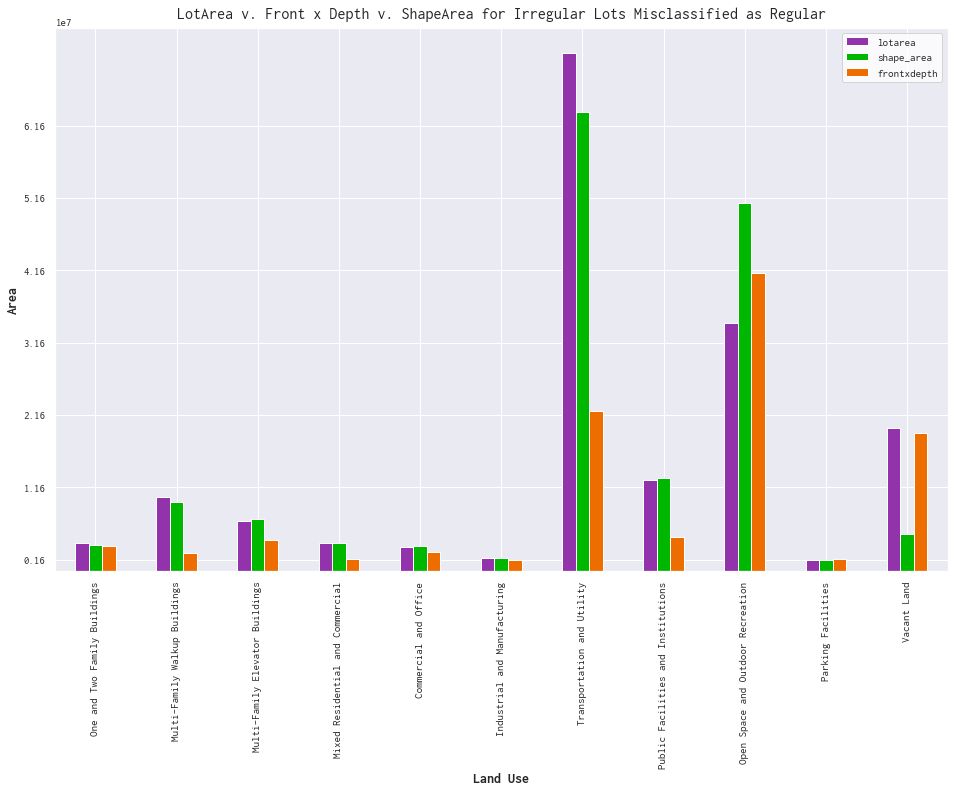 LotArea v. Front x Depth v. ShapeArea for Irregular Lots Misclassified as Regular
1e7
lotarea
shape_area
frontxdepth
6.16
5.16
4.16
3.16
2.16
1.16
0.16
Area
One and Two Family Buildings
Multi-Family Walkup Buildings
Multi-Family Elevator Buildings
Mixed Residential and Commercial
Commercial and Office
Industrial and Manufacturing
Transportation and Utility
Public Facilities and Institutions
Open Space and Outdoor Recreation
Parking Facilities
Vacant Land
Land Use